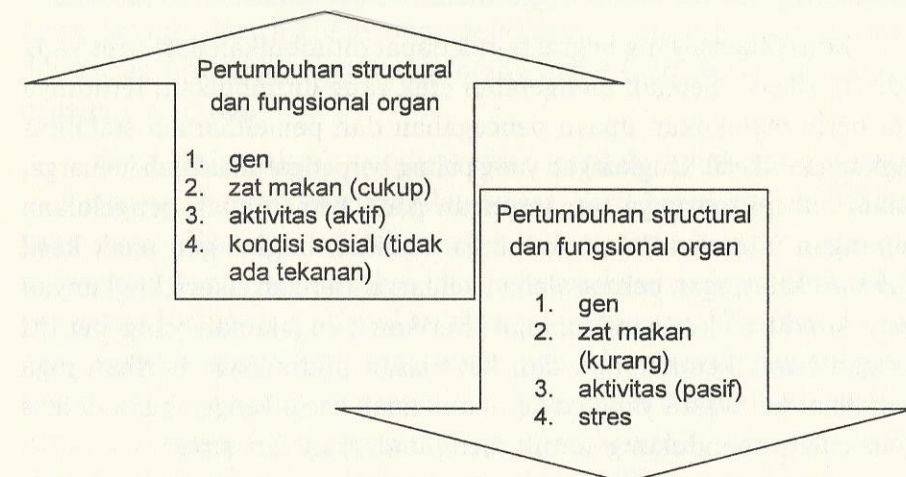 Pertumbuhan structural
dan fungsional organ
1. gen
2. zat makan (cukup)
3. aktivitas (aktif)
4. kondisi sosial (tidak
ada tekanan)
Pertumbuhan structural
dan fungsional organ
1. gen
2. zat makan
(kurang)
3. aktivitas (pasif)
4. stres